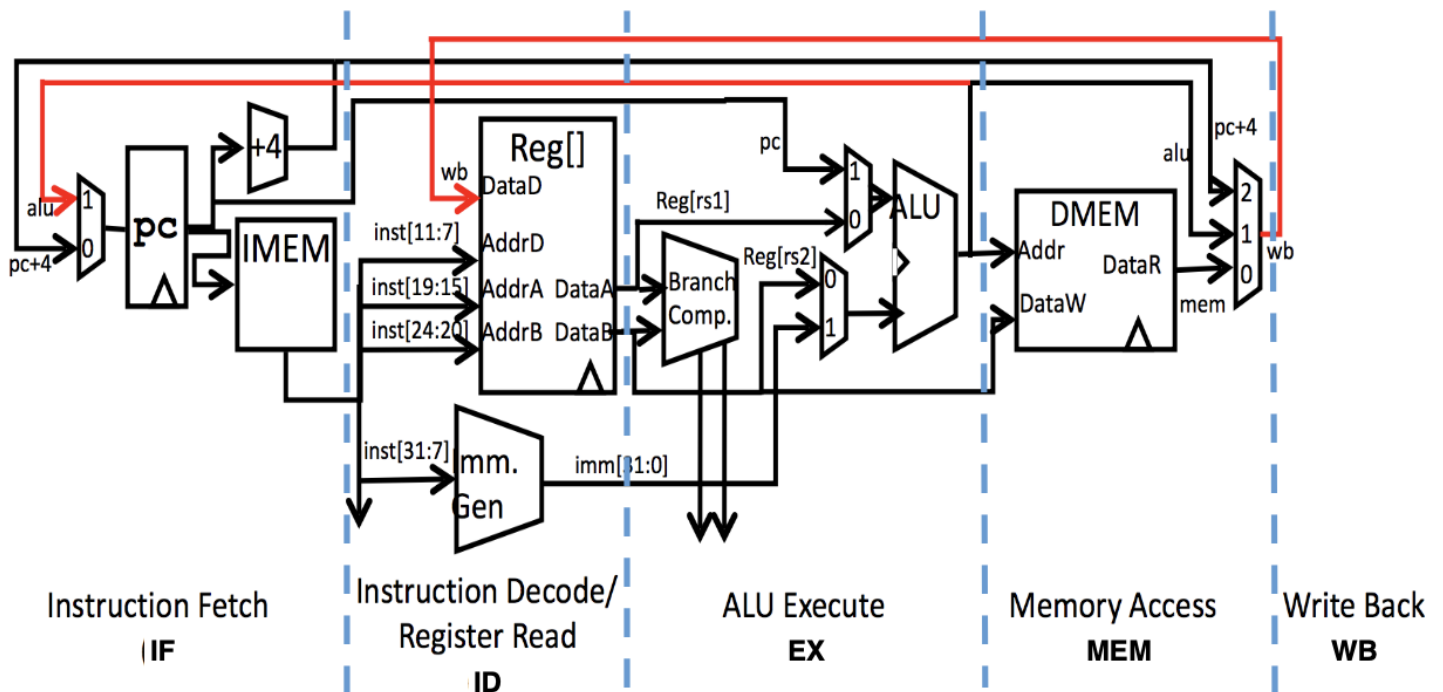 alu
pc+4
1
0
pc
+4
IMEM
wb
Reg[]
DataD
inst[11:7]
AddrD
inst[19:15]
AddrA
DataA
inst[24:20]
AddrB
DataB
inst[31:7]
Imm.
Gen
imm[31:0]
pc
Reg[rs1]
Branch
Comp.
Reg[rs2]
1
0
0
1
ALU
DMEM
Addr
DataR
DataW
alu
pc+4
mem
2
1
0
wb
Instruction Fetch
( IF
Instruction Decode/
Register Read
ID
ALU Execute
EX
Memory Access
MEM
Write Back
WB